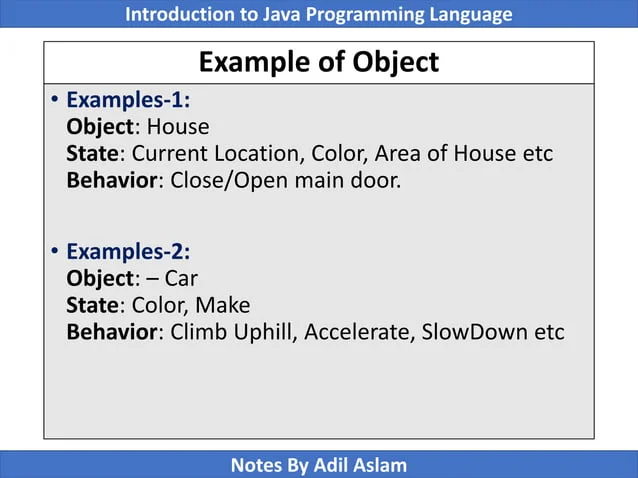 Introduction to Java Programming Language
Example of Object
• Examples-1:
Object: House
State: Current Location, Color, Area of House etc
Behavior: Close/Open main door.
• Examples-2:
Object: – Car
State: Color, Make
Behavior: Climb Uphill, Accelerate, SlowDown etc
Notes By Adil Aslam